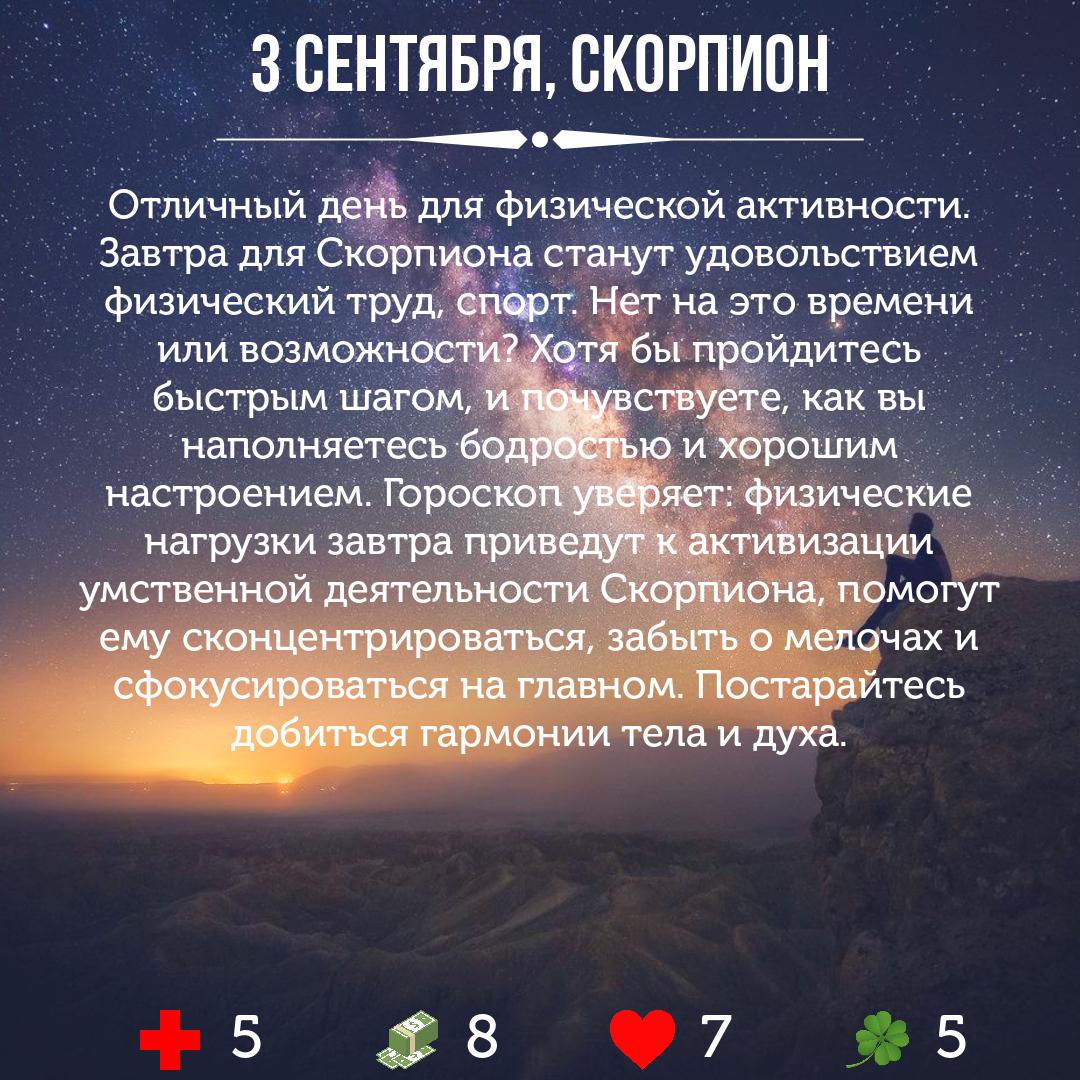 3 СЕНТЯБРЯ, СКОРПИОН
Отличный день для физической активности.
Завтра для Скорпиона станут удовольствием
физический труд, спорт. Нет на это времени
или возможности? Хотя бы пройдитесь
быстрым шагом, и почувствуете, как вы
наполняетесь бодростью и хорошим
настроением. Гороскоп уверяет: физические
нагрузки завтра приведут к активизации
умственной деятельности Скорпиона, помогут
ему сконцентрироваться, забыть о мелочах и
сфокусироваться на главном. Постарайтесь
добиться гармонии тела и духа.
5 8 7 5